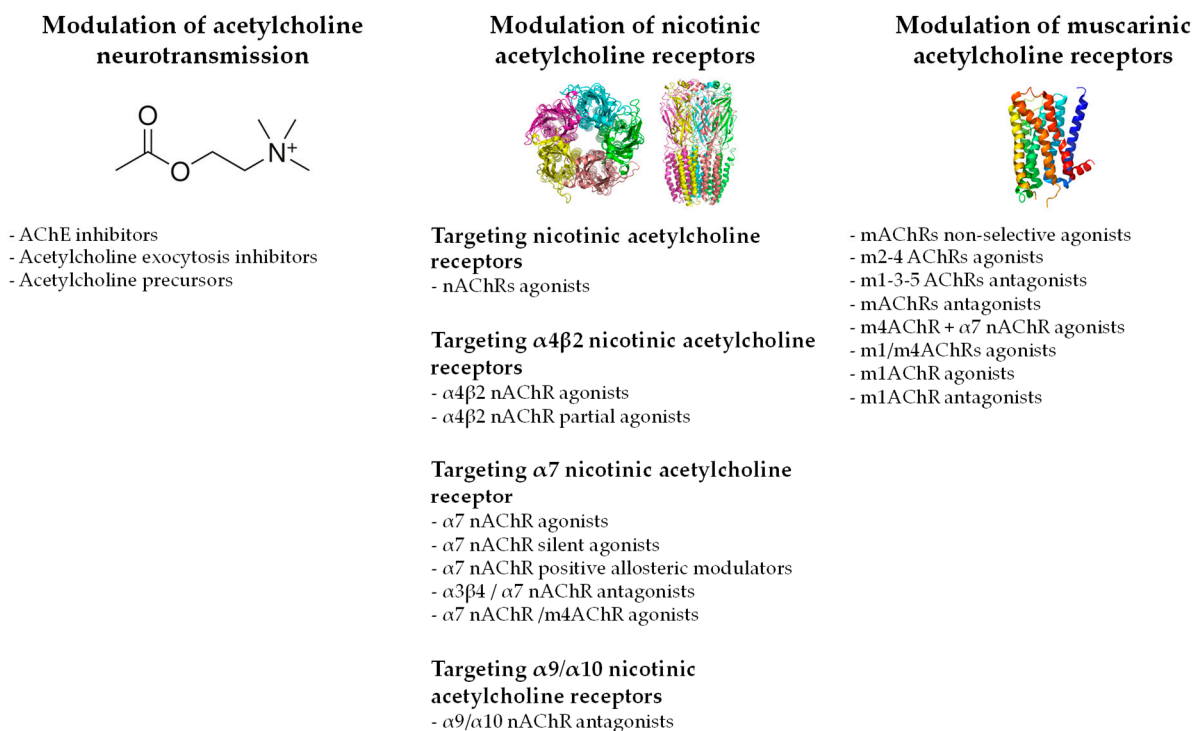 Modulation of acetylcholine
neurotransmission
O
O
N+
- AChE inhibitors
- Acetylcholine exocytosis inhibitors
- Acetylcholine precursors
Modulation of nicotinic
acetylcholine receptors
Targeting nicotinic acetylcholine
receptors
- nAChRs agonists
Targeting α4β2 nicotinic acetylcholine
receptors
- α4β2 nAChR agonists
- α4β2 nAChR partial agonists
Targeting α7 nicotinic acetylcholine
receptor
- α7 nAChR agonists
- α7 nAChR silent agonists
- α7 nAChR positive allosteric modulators
- α3β4 / α7 nAChR antagonists
- α7 nAChR /m4AChR agonists
Targeting α9/α10 nicotinic
acetylcholine receptors
- α9/α10 nAChR antagonists
Modulation of muscarinic
acetylcholine receptors
- mAChRs non-selective agonists
- m2-4 AChRs agonists
- m1-3-5 AChRs antagonists
- mAChRs antagonists
- m4AChR + α7 nAChR agonists
- m1/m4AChRs agonists
- m1AChR agonists
- m1AChR antagonists